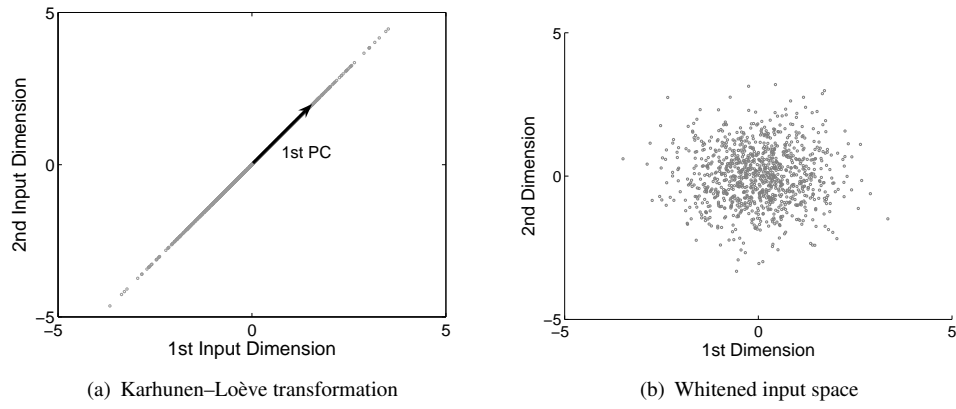 5
0
−5
−5
0
5
2nd Input Dimension
1st PC
1st Input Dimension
(a) Karhunen–Loève transformation
5
0
−5
−5
0
5
2nd Dimension
1st Dimension
(b) Whitened input space